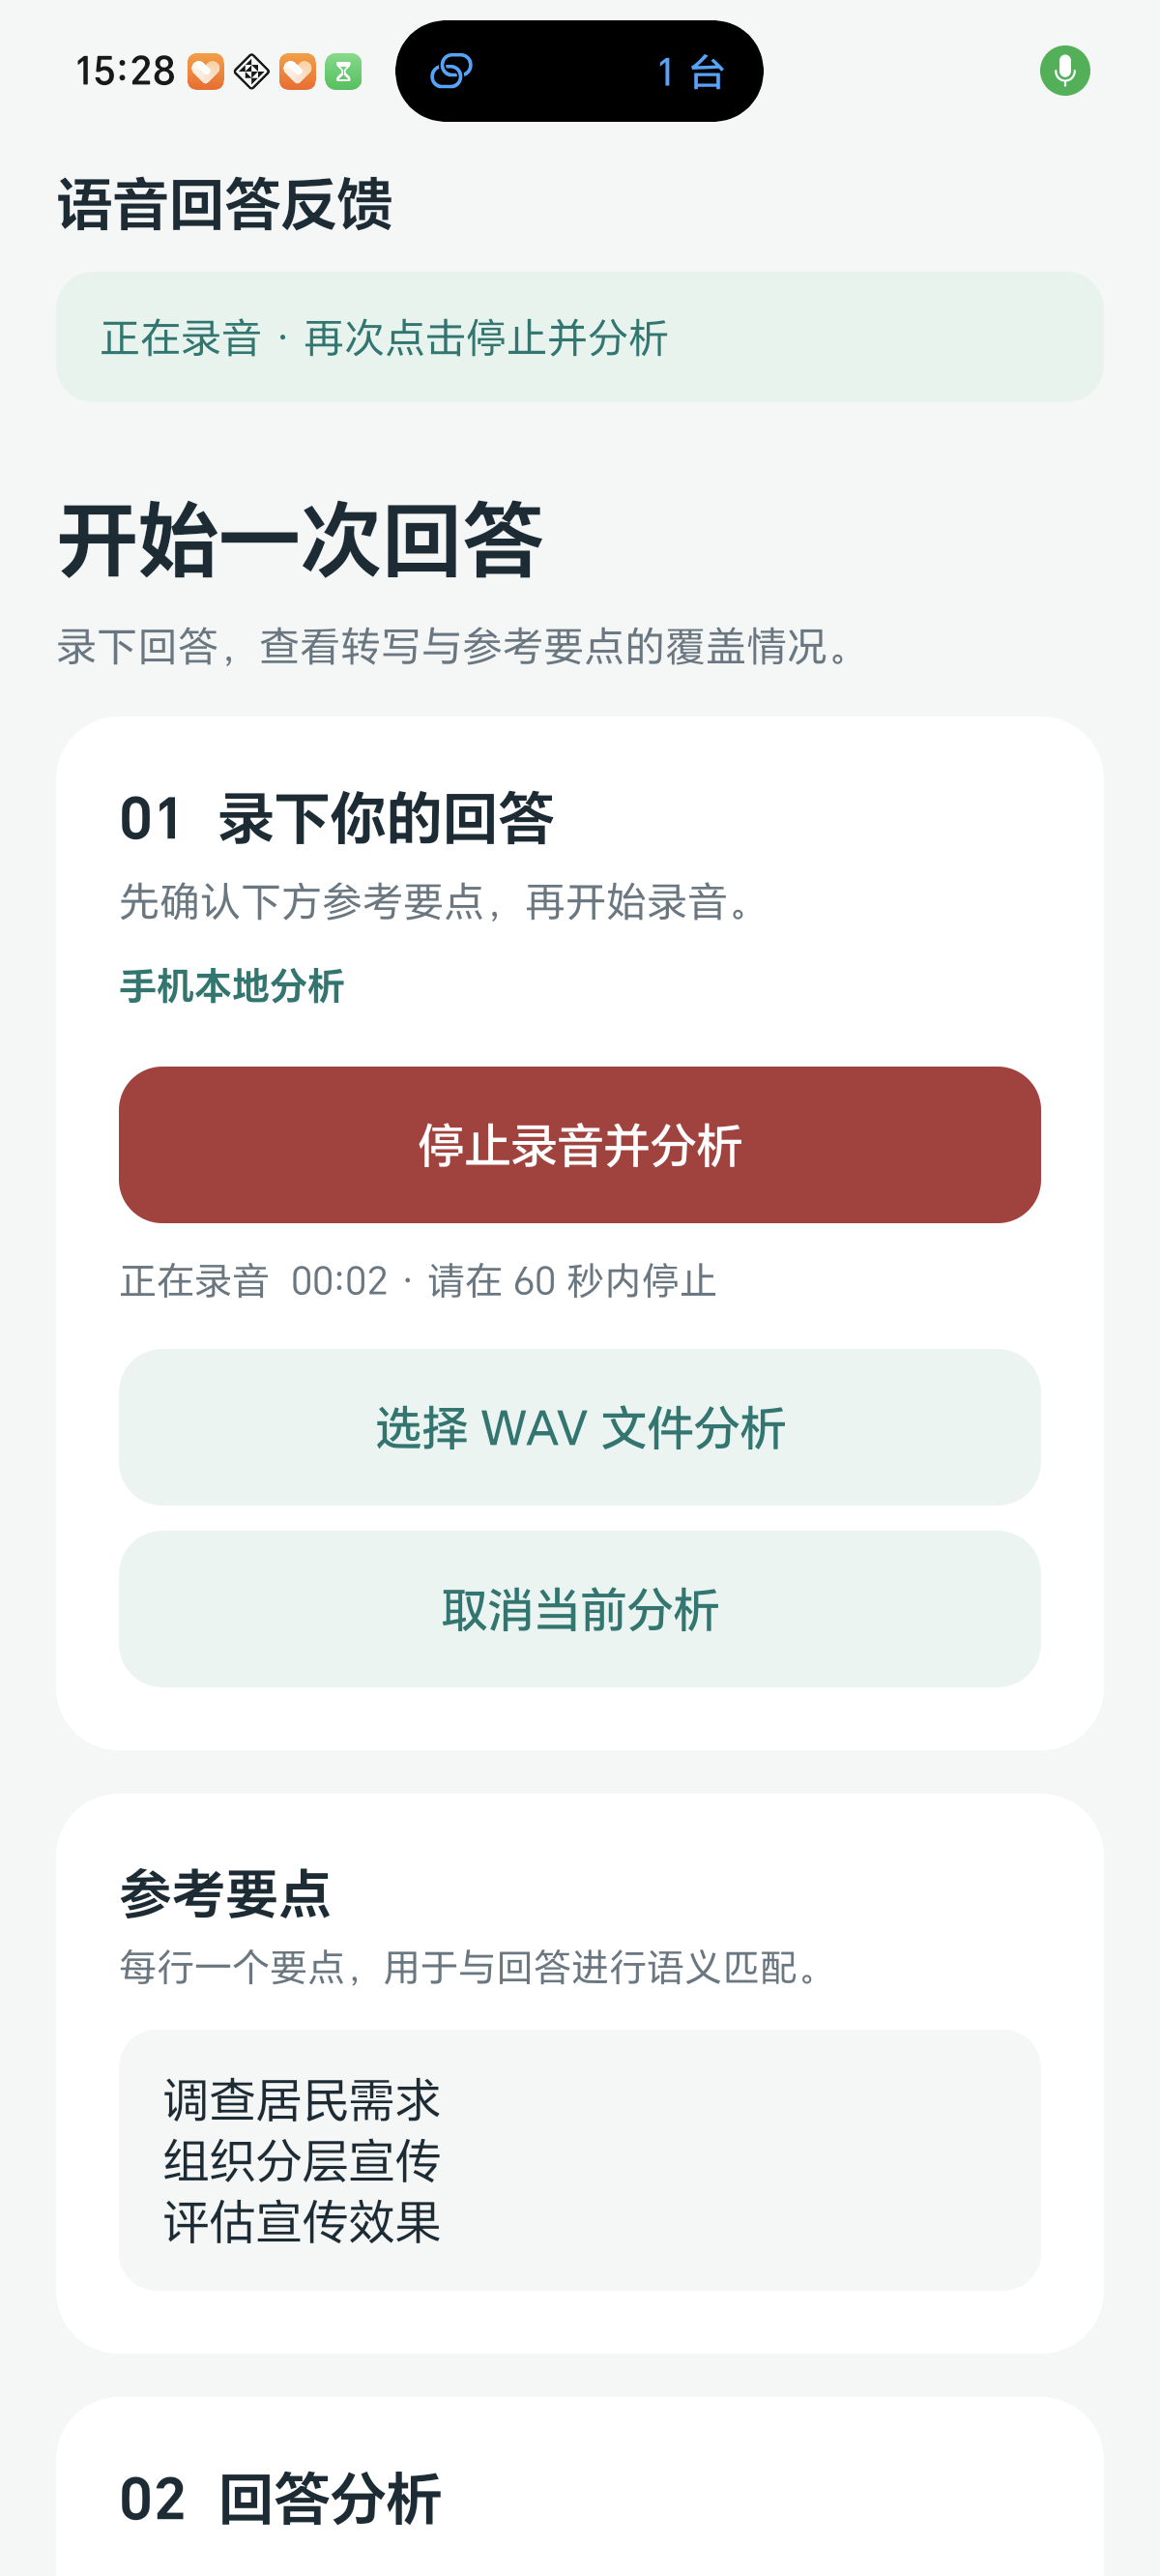 15:28
1 台
语音回答反馈
正在录音 · 再次点击停止并分析
开始一次回答
录下回答，查看转写与参考要点的覆盖情况。
01 录下你的回答
先确认下方参考要点，再开始录音。
手机本地分析
停止录音并分析
正在录音 00:02 · 请在 60 秒内停止
选择 WAV 文件分析
取消当前分析
参考要点
每行一个要点，用于与回答进行语义匹配。
调查居民需求
组织分层宣传
评估宣传效果
02 回答分析